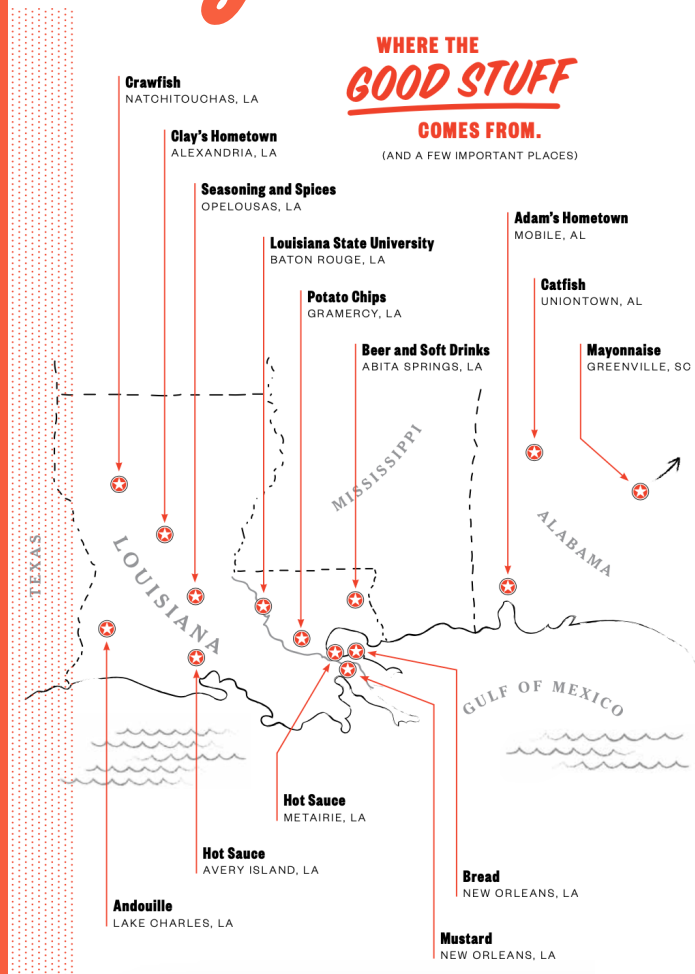 WHERE THE
GOOD STUFF
COMES FROM.
(AND A FEW IMPORTANT PLACES)
Crawfish
NATCHITOUCHAS, LA
Clay's Hometown
ALEXANDRIA, LA
Seasoning and Spices
OPELOUSAS, LA
Louisiana State University
BATON ROUGE, LA
Potato Chips
GRAMERCY, LA
Beer and Soft Drinks
ABITA SPRINGS, LA
Adam's Hometown
MOBILE, AL
Catfish
UNIONTOWN, AL
Mayonnaise
GREENVILLE, SC
TEXAS
LOUISIANA
MISSISSIPPI
ALABAMA
GULF OF MEXICO
Hot Sauce
METAIRIE, LA
Hot Sauce
AVERY ISLAND, LA
Andouille
LAKE CHARLES, LA
Bread
NEW ORLEANS, LA
Mustard
NEW ORLEANS, LA